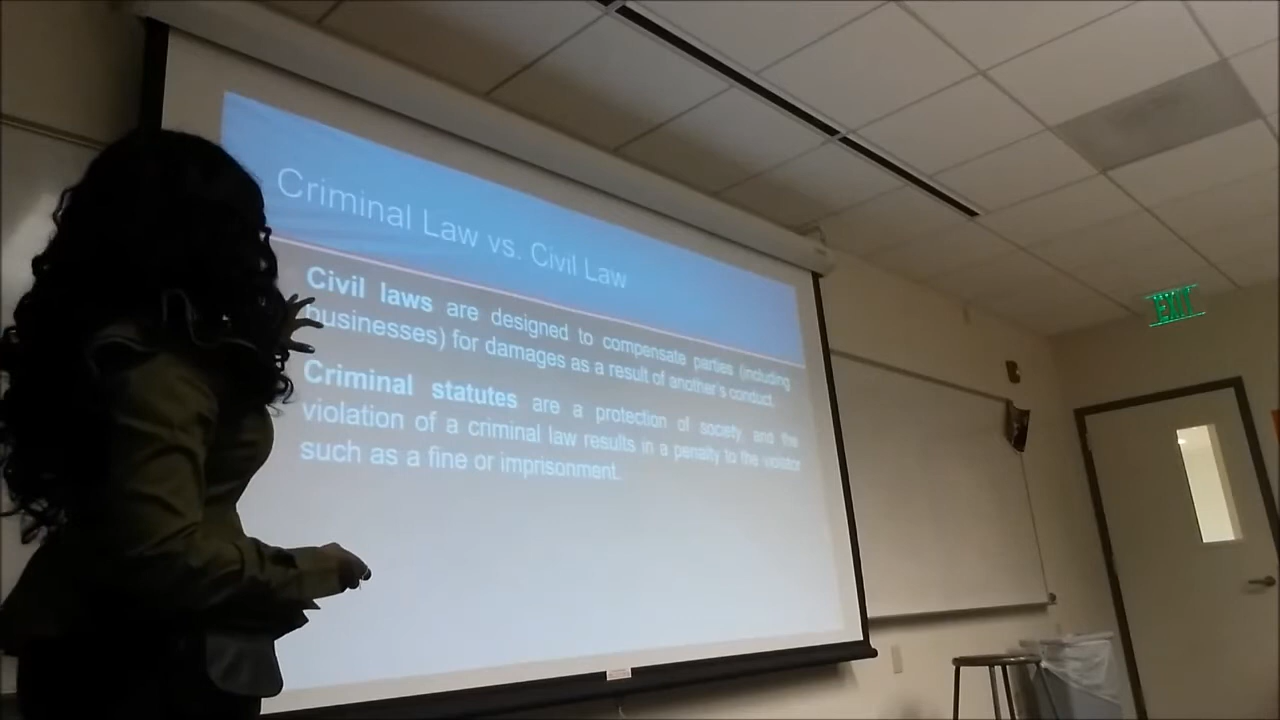 Criminal Law vs. Civil Law
Civil laws are designed to compensate parties (including
businesses) for damages as a result of another's conduct.
Criminal statutes are a protection of society and the
violation of a criminal law results in a penalty to the violator
such as a fine or imprisonment.
EXIT